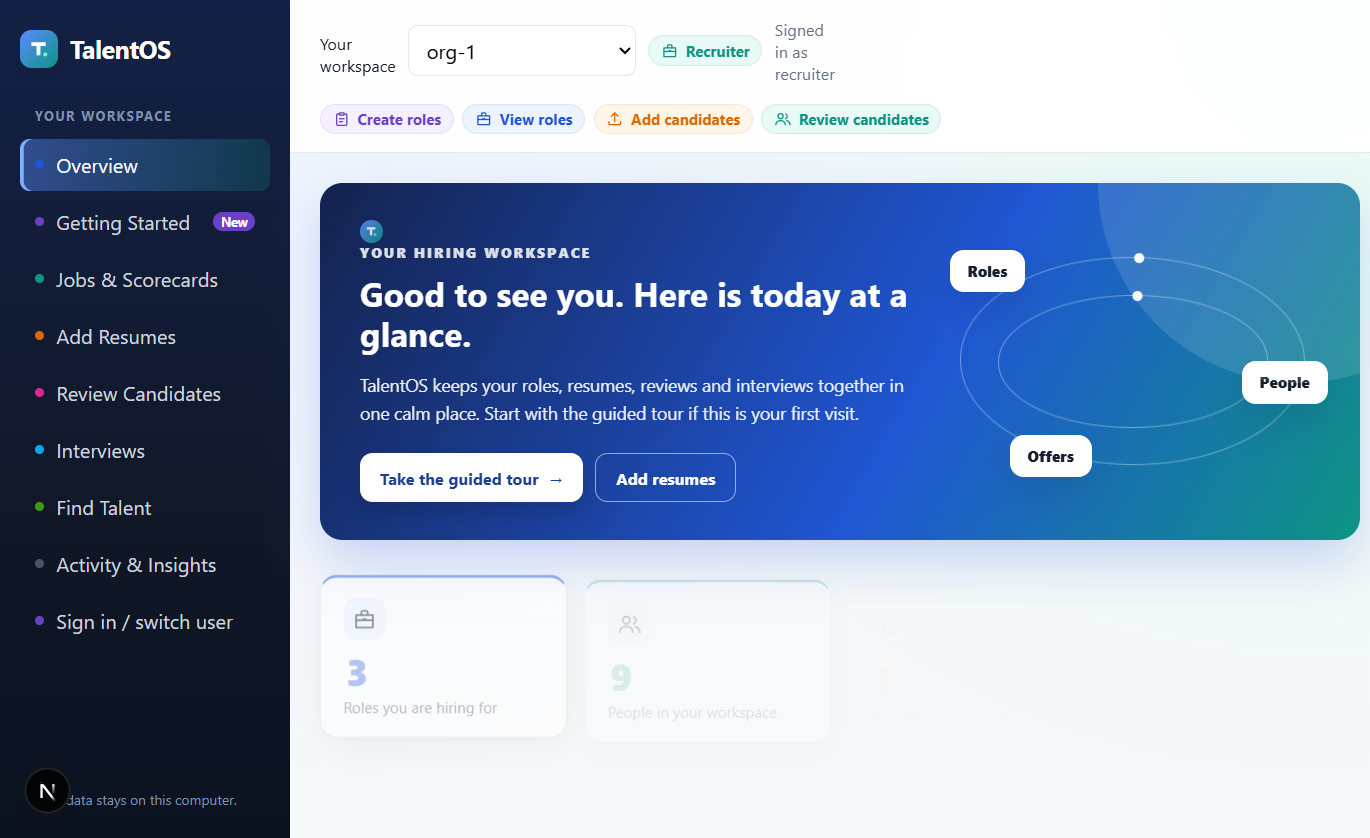 T.
TalentOS
YOUR WORKSPACE
Overview
Getting Started
New
Jobs & Scorecards
Add Resumes
Review Candidates
Interviews
Find Talent
Activity & Insights
Sign in / switch user
N
data stays on this computer.
Your
workspace
org-1
Recruiter
Signed
in as
recruiter
Create roles
View roles
Add candidates
Review candidates
T.
YOUR HIRING WORKSPACE
Good to see you. Here is today at a
glance.
TalentOS keeps your roles, resumes, reviews and interviews together in
one calm place. Start with the guided tour if this is your first visit.
Take the guided tour →
Add resumes
Roles
People
Offers
3
Roles you are hiring for
9
People in your workspace
1